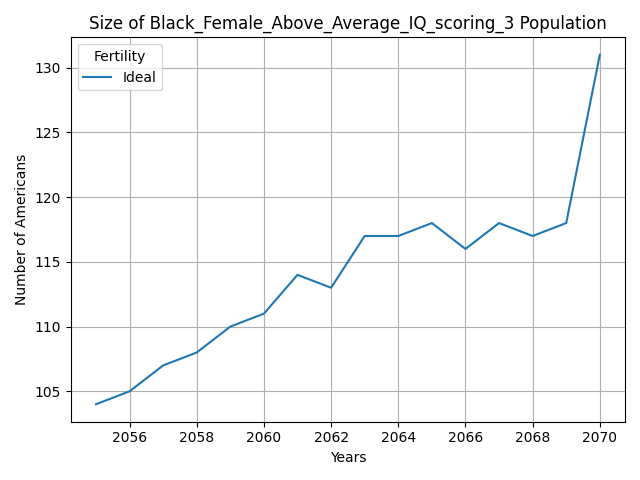 Size of Black_Female_Above_Average_IQ_scoring_3 Population
Fertility
Ideal
130
125
120
115
110
105
Number of Americans
2056 2058 2060 2062 2064 2066 2068 2070
Years